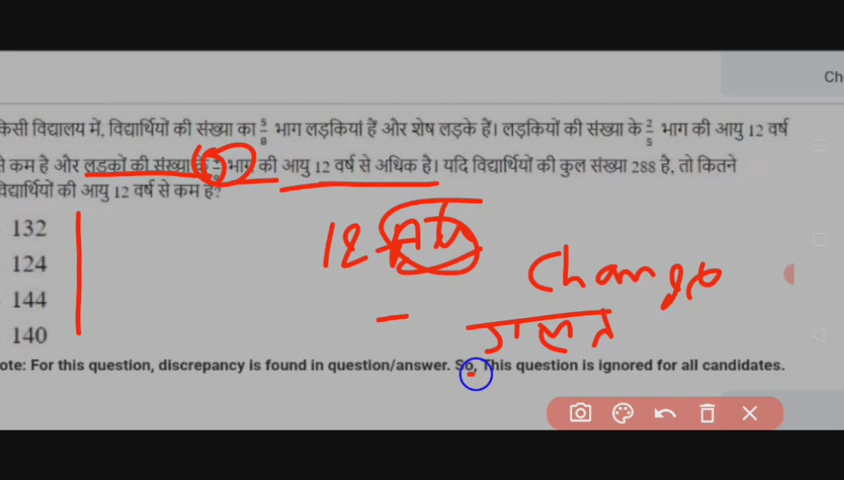 Ch
किसी विद्यालय में, विद्यार्थियों की संख्या का 5/8 भाग लड़कियां हैं और शेष लड़के हैं। लड़कियों की संख्या के 2/5 भाग की आयु 12 वर्ष
से कम है और लडकों की संख्या के भाग की आयु 12 वर्ष से अधिक है। यदि विद्यार्थियों की कुल संख्या 288 है, तो कितने
विद्यार्थियों की आयु 12 वर्ष से कम है?
132
124
144
140
12
Change
गलत
ote: For this question, discrepancy is found in question/answer. So, This question is ignored for all candidates.